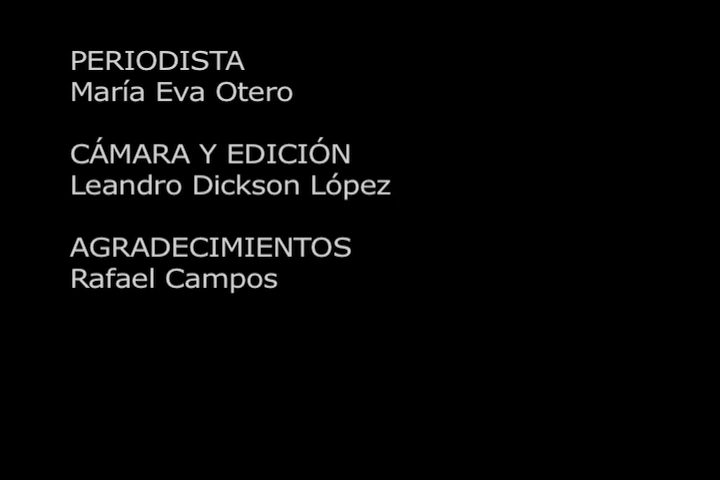 PERIODISTA
María Eva Otero
CÁMARA Y EDICIÓN
Leandro Dickson López
AGRADECIMIENTOS
Rafael Campos